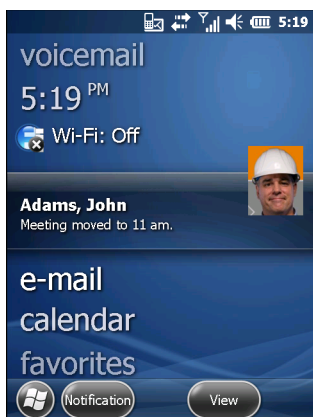 5:19
voicemail
5:19 PM
Wi-Fi: Off
Adams, John
Meeting moved to 11 am.
e-mail
calendar
favorites
Notification View